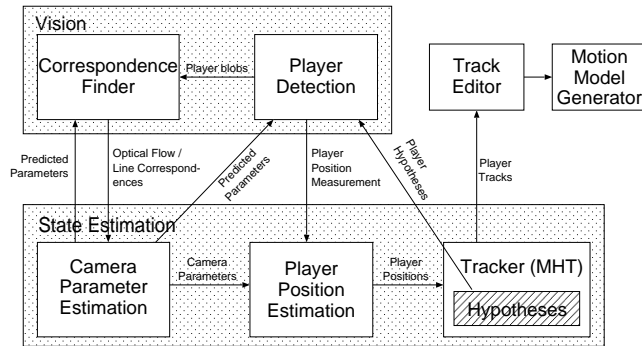 Vision
Correspondence
Finder
Player blobs
Player
Detection
Track
Editor
Motion
Model
Generator
Predicted
Parameters
Optical Flow /
Line Correspond-
ences
Predicted
Parameters
Player
Position
Measurement
Player
Hypotheses
Player
Tracks
State Estimation
Camera
Parameter
Estimation
Camera
Parameters
Player
Position
Estimation
Player
Positions
Tracker (MHT)
Hypotheses